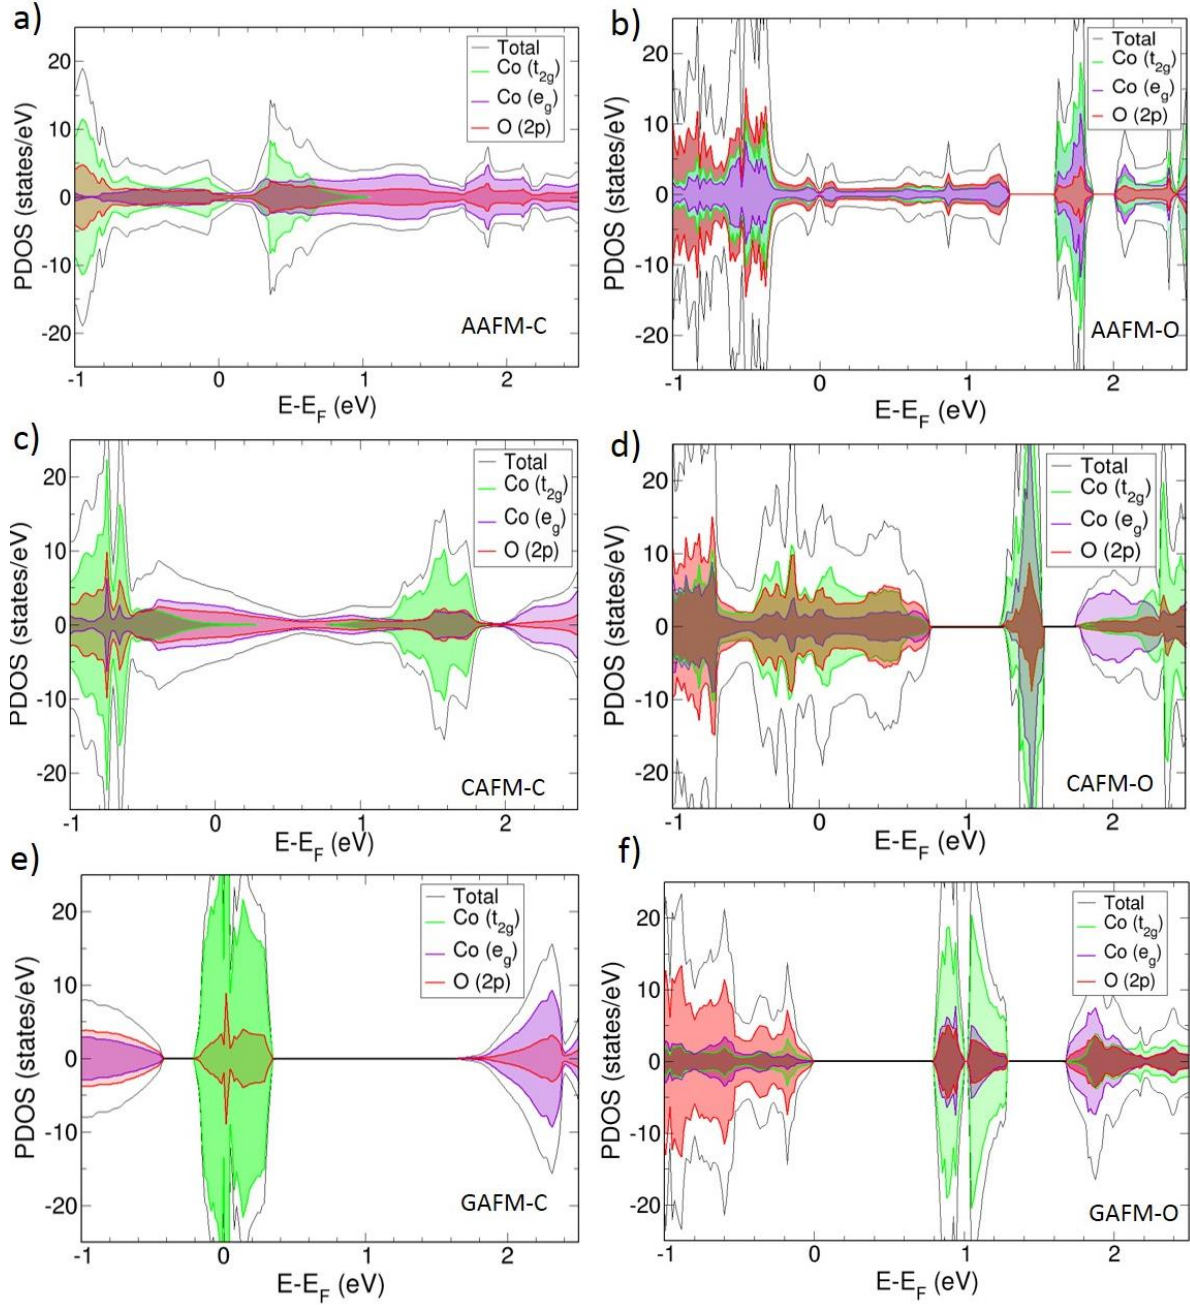 a)
20
10
0
-10
-20
PDOS (states/eV)
Total
Co (t2g)
Co (eg)
O (2p)
AAFM-C
-1 0 1 2
E-EF (eV)
b)
20
10
0
-10
-20
PDOS (states/eV)
Total
Co (t2g)
Co (eg)
O (2p)
AAFM-O
-1 0 1 2
E-EF (eV)
c)
20
10
0
-10
-20
PDOS (states/eV)
Total
Co (t2g)
Co (eg)
O (2p)
CAFM-C
-1 0 1 2
E-EF (eV)
d)
20
10
0
-10
-20
PDOS (states/eV)
Total
Co (t2g)
Co (eg)
O (2p)
CAFM-O
-1 0 1 2
E-EF (eV)
e)
20
10
0
-10
-20
PDOS (states/eV)
Total
Co (t2g)
Co (eg)
O (2p)
GAFM-C
-1 0 1 2
E-EF (eV)
f)
20
10
0
-10
-20
PDOS (states/eV)
Total
Co (t2g)
Co (eg)
O (2p)
GAFM-O
-1 0 1 2
E-EF (eV)